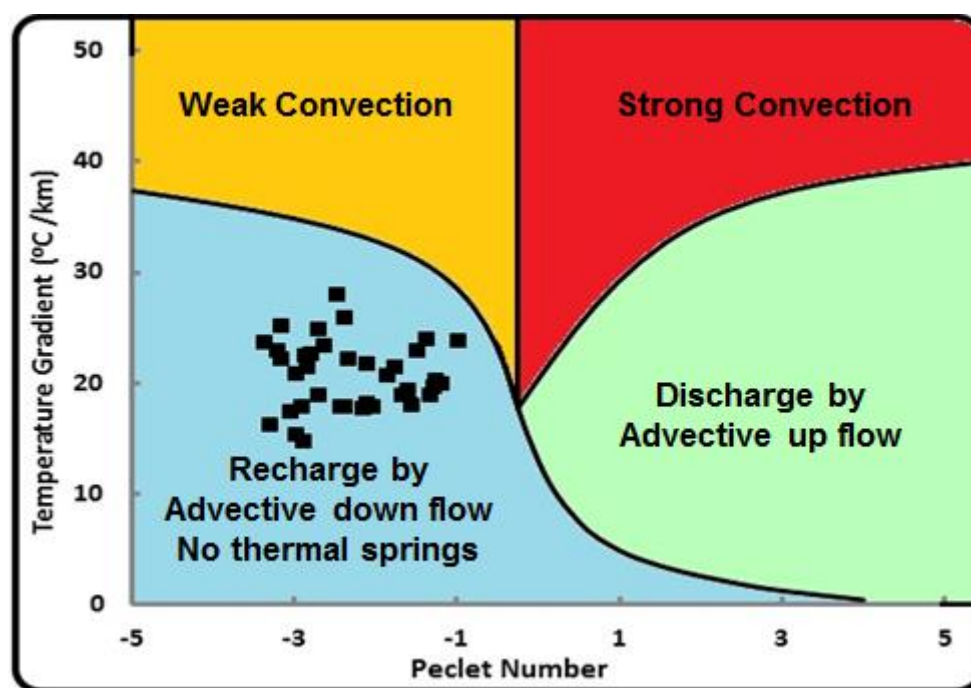 50
40
30
20
10
0
Temperature Gradient (ºC /km)
Weak Convection
Strong Convection
Discharge by
Advective up flow
Recharge by
Advective down flow
No thermal springs
-5 -3 -1 1 3 5
Peclet Number